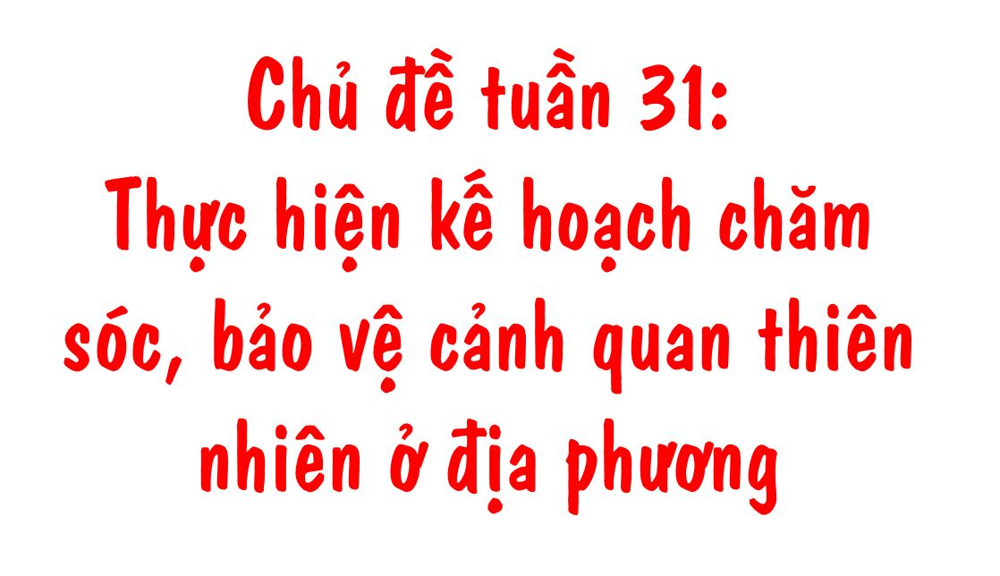 Chủ đề tuần 31:
Thực hiện kế hoạch chăm
sóc, bảo vệ cảnh quan thiên
nhiên ở địa phương